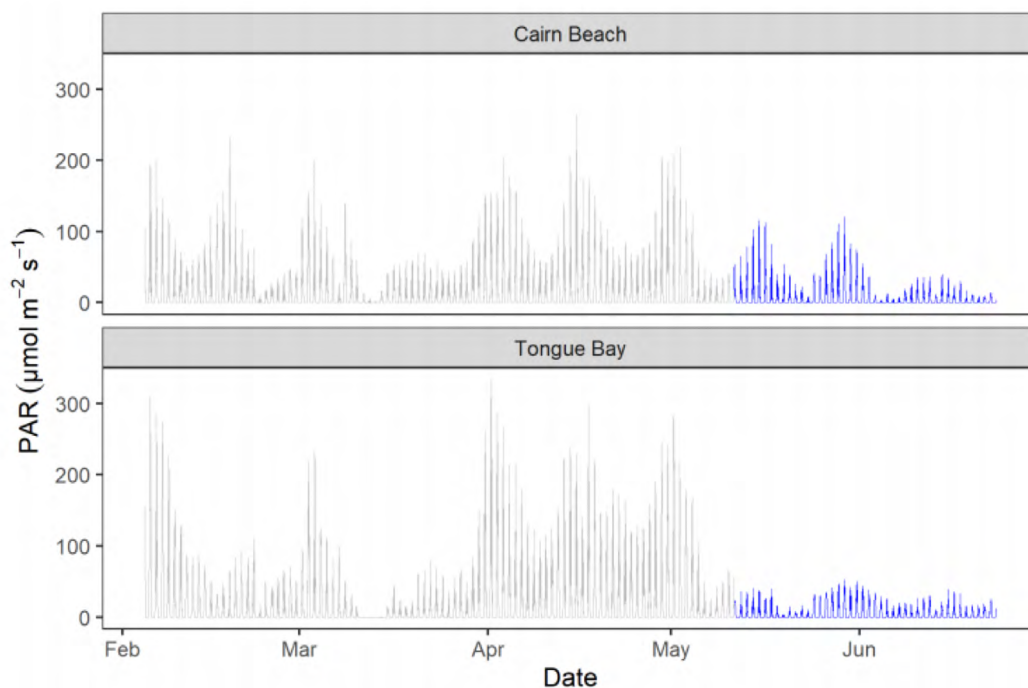 Cairn Beach
300
200
100
0
Tongue Bay
300
200
100
0
PAR (µmol m⁻² s⁻¹)
Feb Mar Apr May Jun
Date